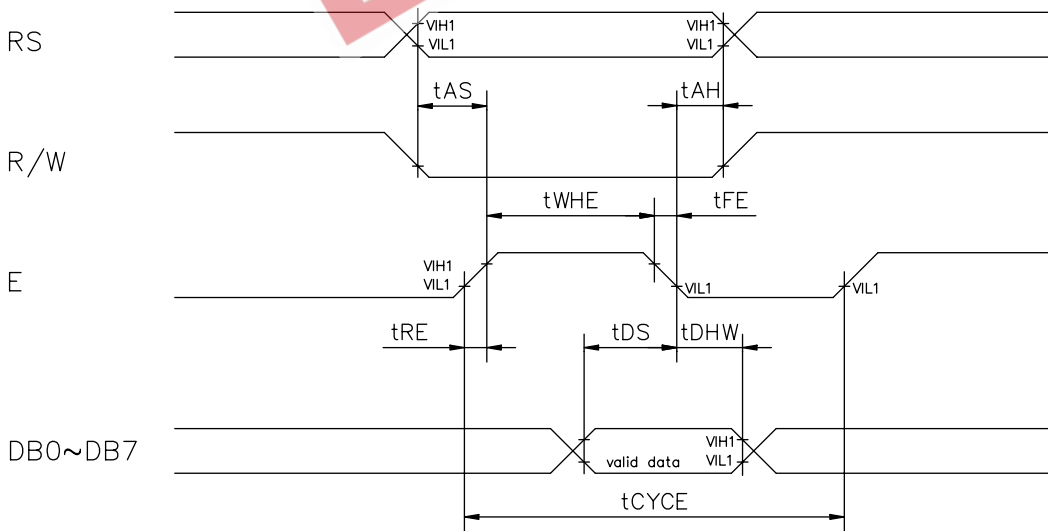 RS
VIH1
VIL1
VIH1
VIL1
tAS
tAH
R/W
tWHE
tFE
E
VIH1
VIL1
VIL1
VIL1
tRE
tDS
tDHW
DB0~DB7
valid data
VIH1
VIL1
tCYCE